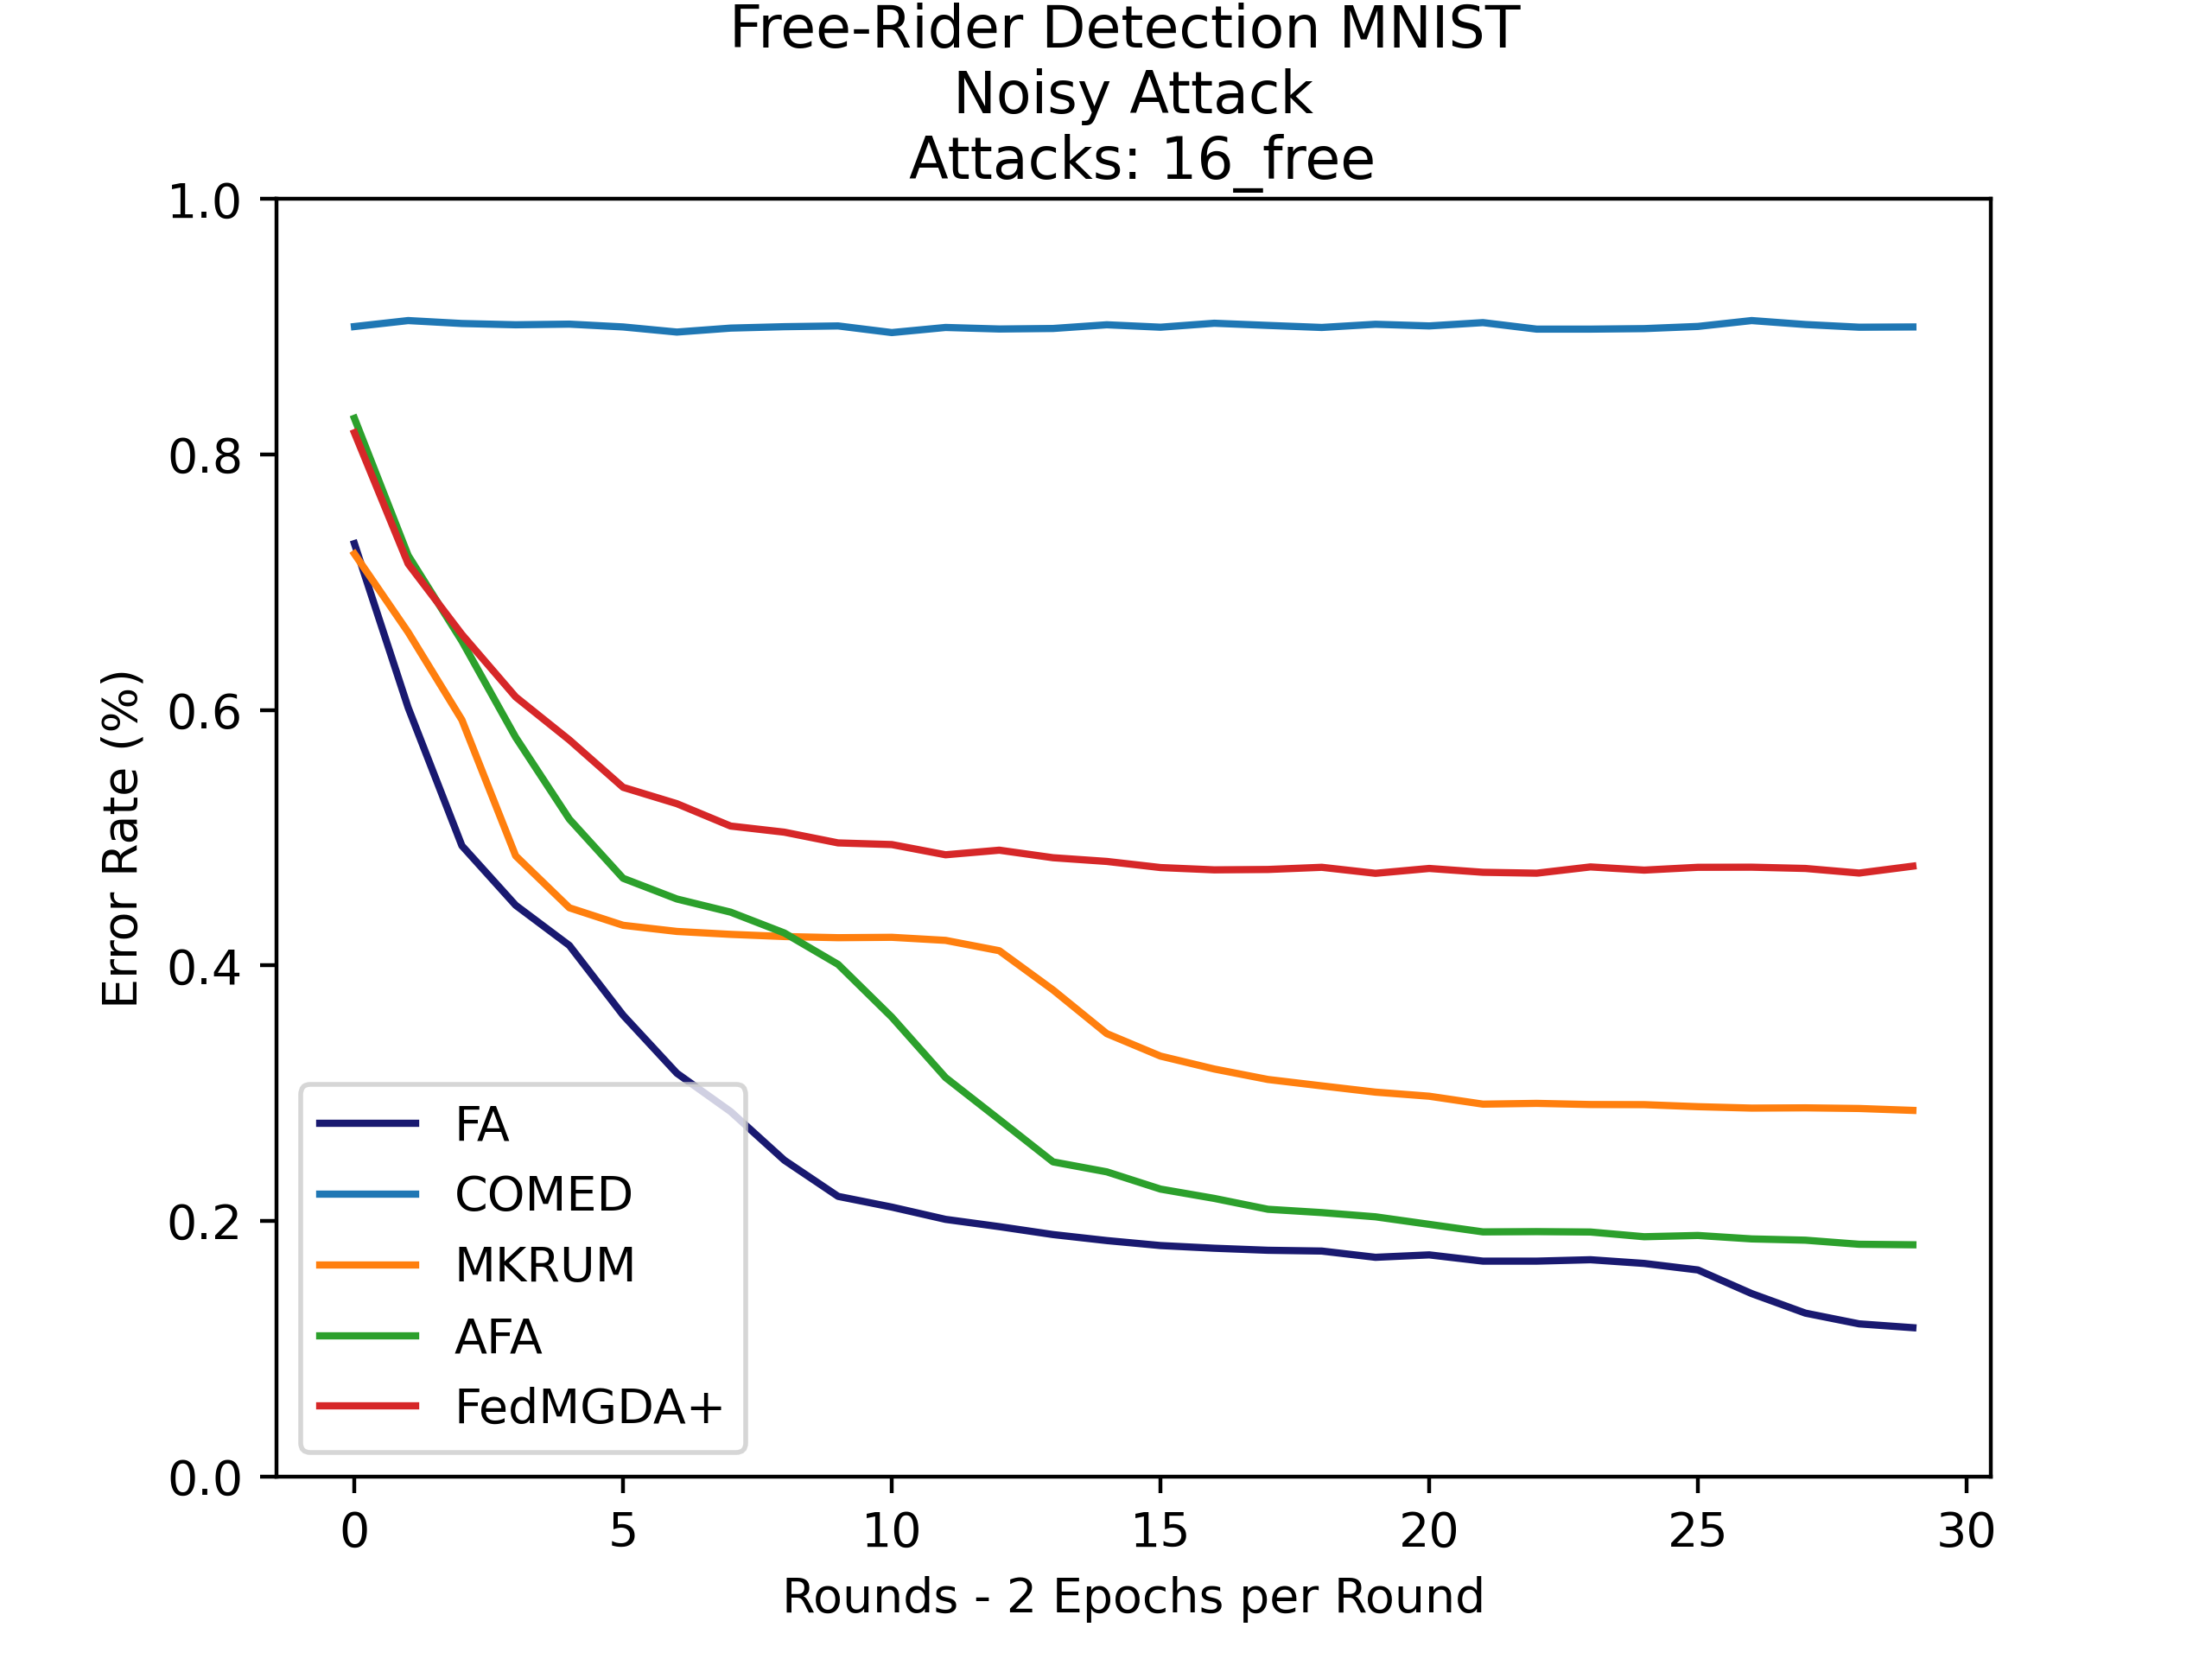 Free-Rider Detection MNIST
Noisy Attack
Attacks: 16_free
1.0
0.8
0.6
0.4
0.2
0.0
Error Rate (%)
FA
COMED
MKRUM
AFA
FedMGDA+
0 5 10 15 20 25 30
Rounds - 2 Epochs per Round